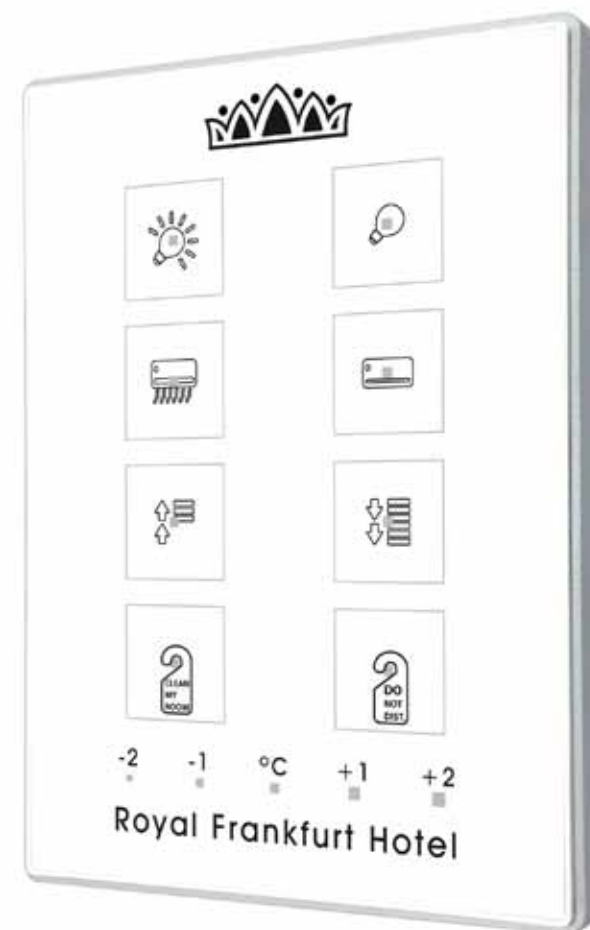 CLEAN
MY
ROOM
DO
NOT
DIST.
-2 -1 °C +1 +2
Royal Frankfurt Hotel